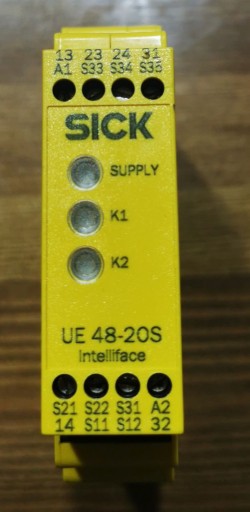 13 23 24 31
A1 S33 S34 S35
SICK
SUPPLY
K1
K2
UE 48-20S
Intelliface
S21 S22 S31 A2
14 S11 S12 32